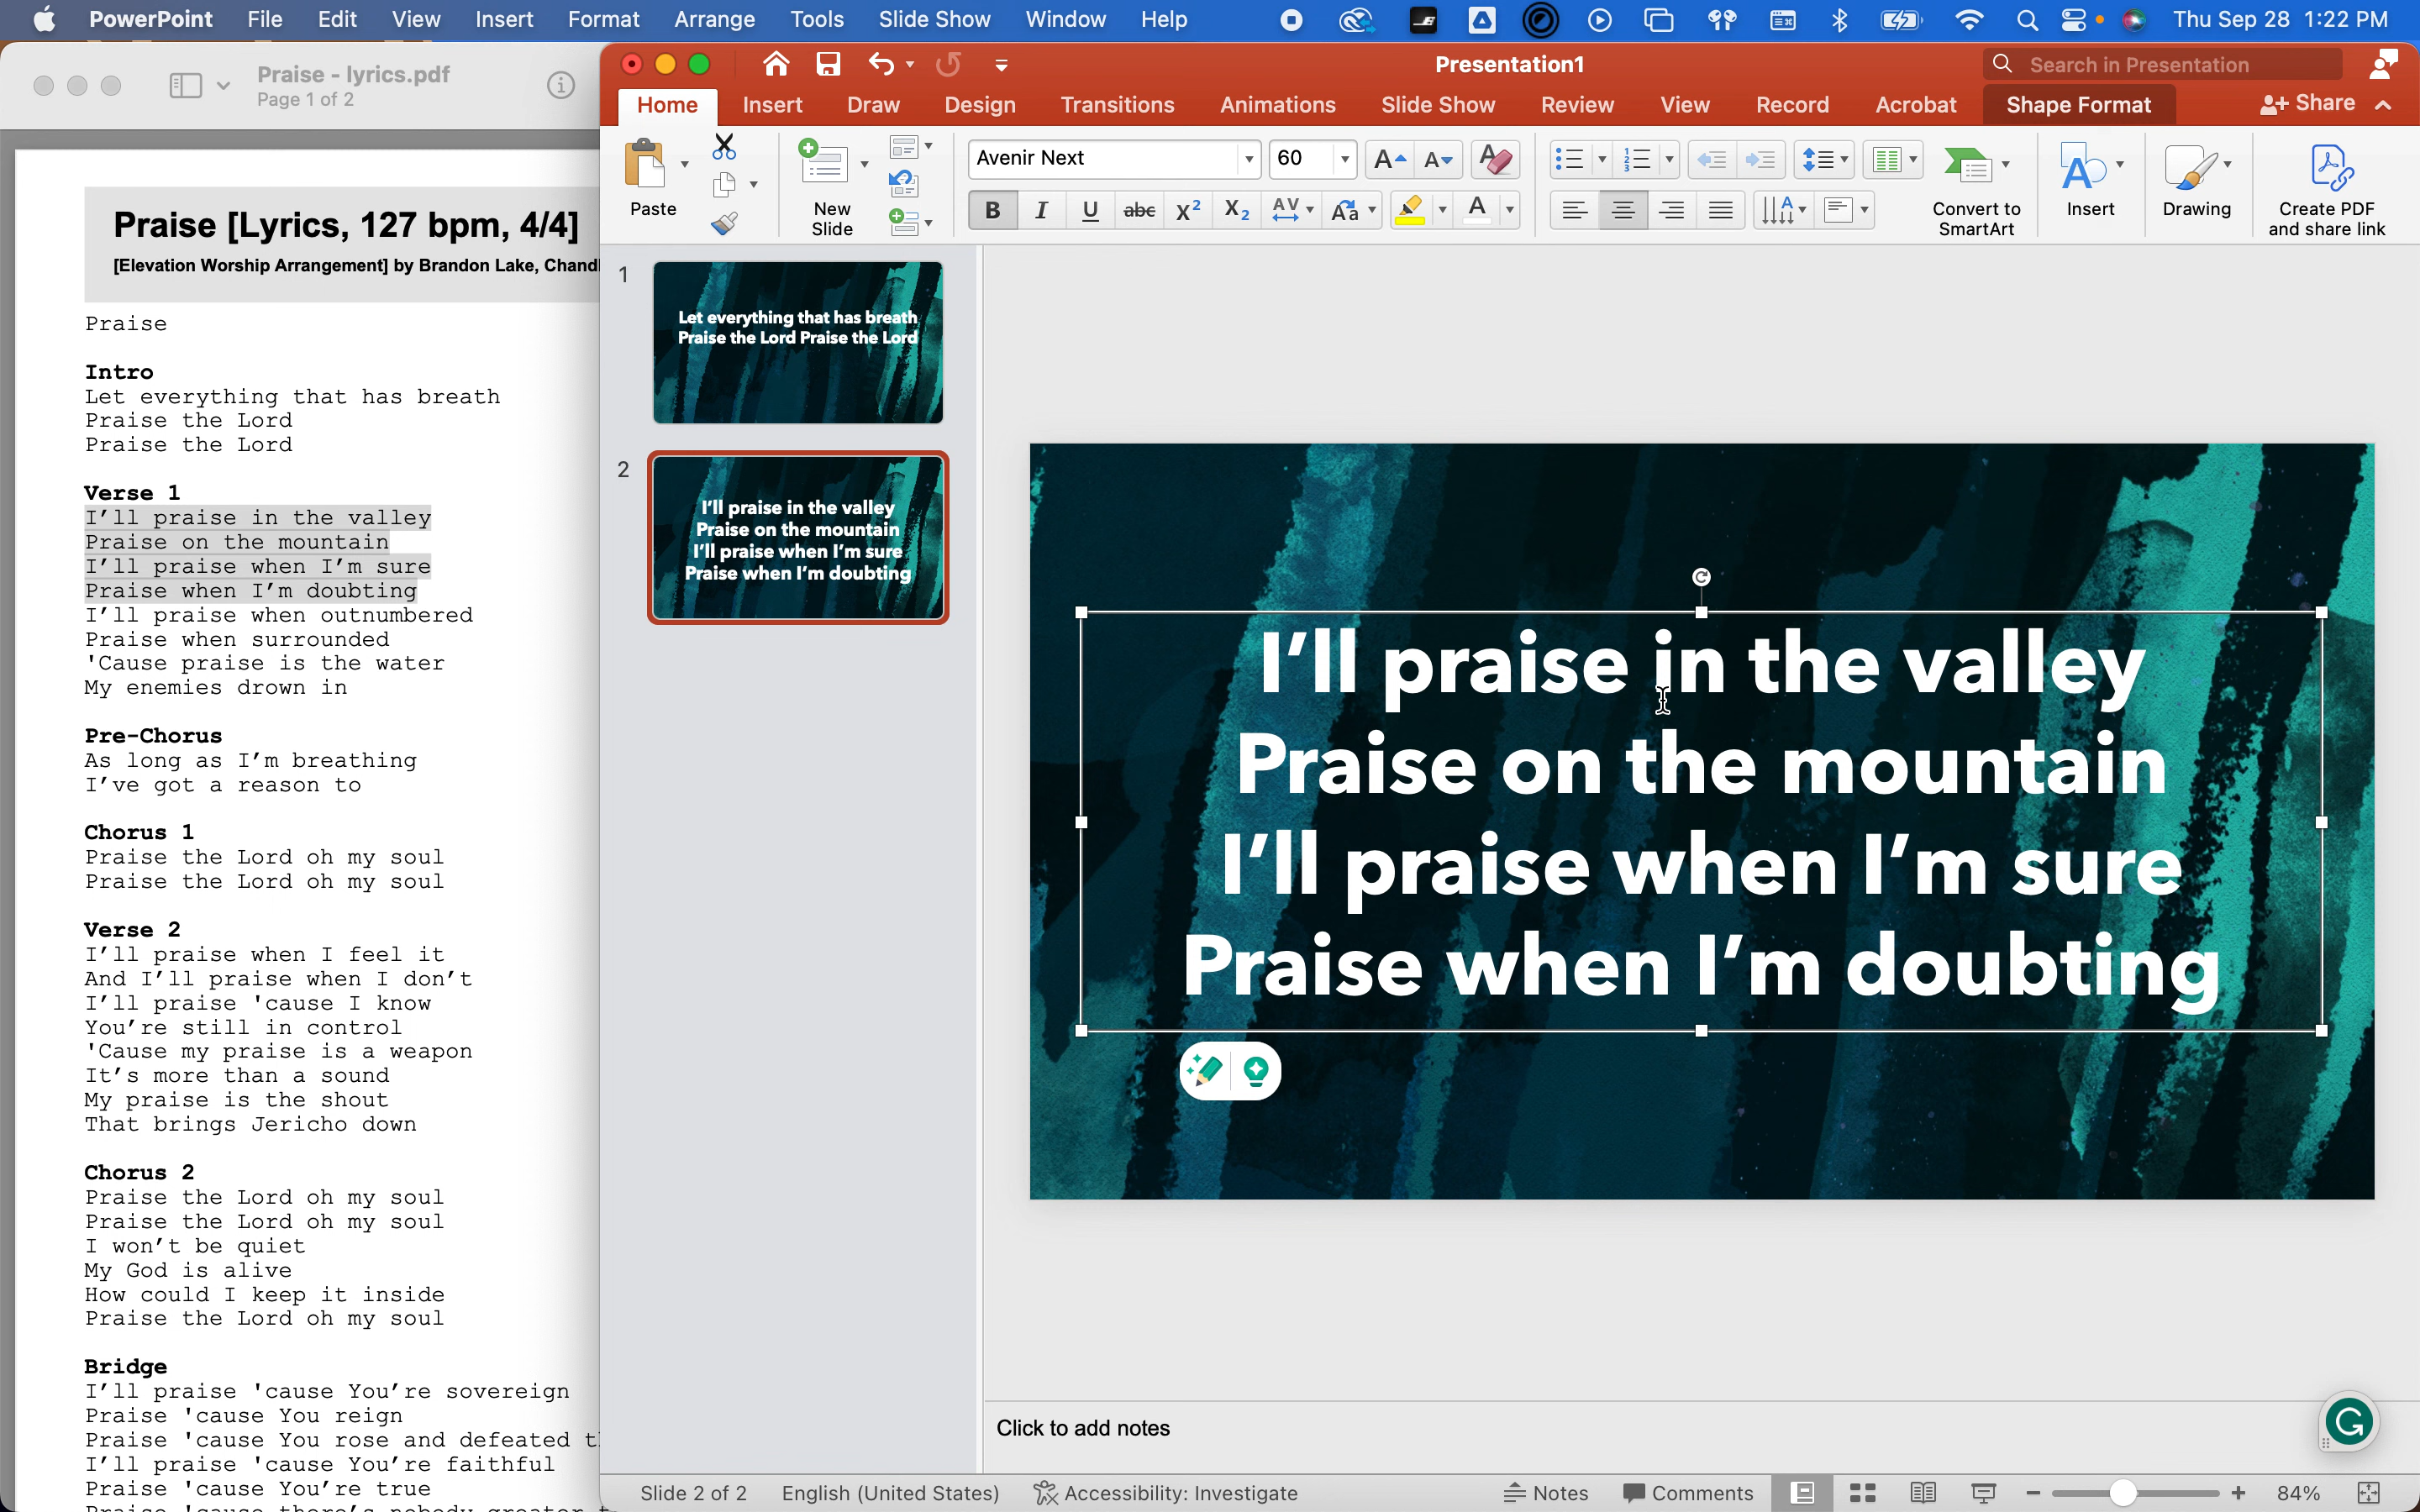 PowerPoint File Edit View Insert Format Arrange Tools Slide Show Window Help Thu Sep 28 1:22 PM
Praise - lyrics.pdf
Page 1 of 2
Praise [Lyrics, 127 bpm, 4/4]
[Elevation Worship Arrangement] by Brandon Lake, Chandl
Praise
Intro
Let everything that has breath
Praise the Lord
Praise the Lord
Verse 1
I’ll praise in the valley
Praise on the mountain
I’ll praise when I’m sure
Praise when I’m doubting
I’ll praise when outnumbered
Praise when surrounded
'Cause praise is the water
My enemies drown in
Pre-Chorus
As long as I’m breathing
I’ve got a reason to
Chorus 1
Praise the Lord oh my soul
Praise the Lord oh my soul
Verse 2
I’ll praise when I feel it
And I’ll praise when I don’t
I’ll praise 'cause I know
You’re still in control
'Cause my praise is a weapon
It’s more than a sound
My praise is the shout
That brings Jericho down
Chorus 2
Praise the Lord oh my soul
Praise the Lord oh my soul
I won’t be quiet
My God is alive
How could I keep it inside
Praise the Lord oh my soul
Bridge
I’ll praise 'cause You’re sovereign
Praise 'cause You reign
Praise 'cause You rose and defeated
I’ll praise 'cause You’re faithful
Praise 'cause You’re true
Presentation1
Search in Presentation
Home Insert Draw Design Transitions Animations Slide Show Review View Record Acrobat Shape Format Share
Paste
New
Slide
Avenir Next
60
Convert to
SmartArt
Insert
Drawing
Create PDF
and share link
1
Let everything that has breath
Praise the Lord Praise the Lord
2
I’ll praise in the valley
Praise on the mountain
I’ll praise when I’m sure
Praise when I’m doubting
I’ll praise in the valley
Praise on the mountain
I’ll praise when I’m sure
Praise when I’m doubting
Click to add notes
Slide 2 of 2 English (United States) Accessibility: Investigate Notes Comments 84%